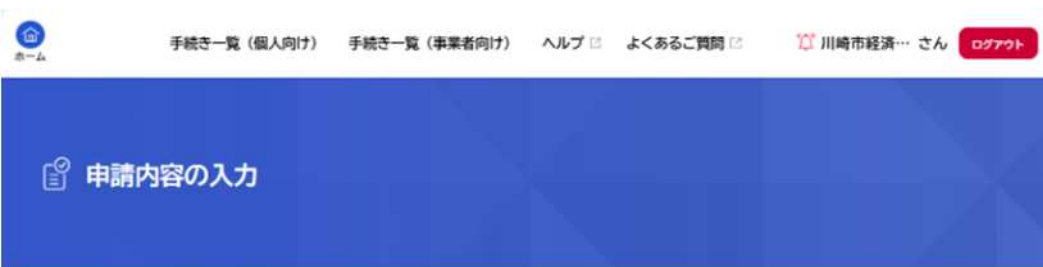 ホーム
手続き一覧（個人向け） 手続き一覧（事業者向け） ヘルプ よくあるご質問 川崎市経済… さん ログアウト
申請内容の入力